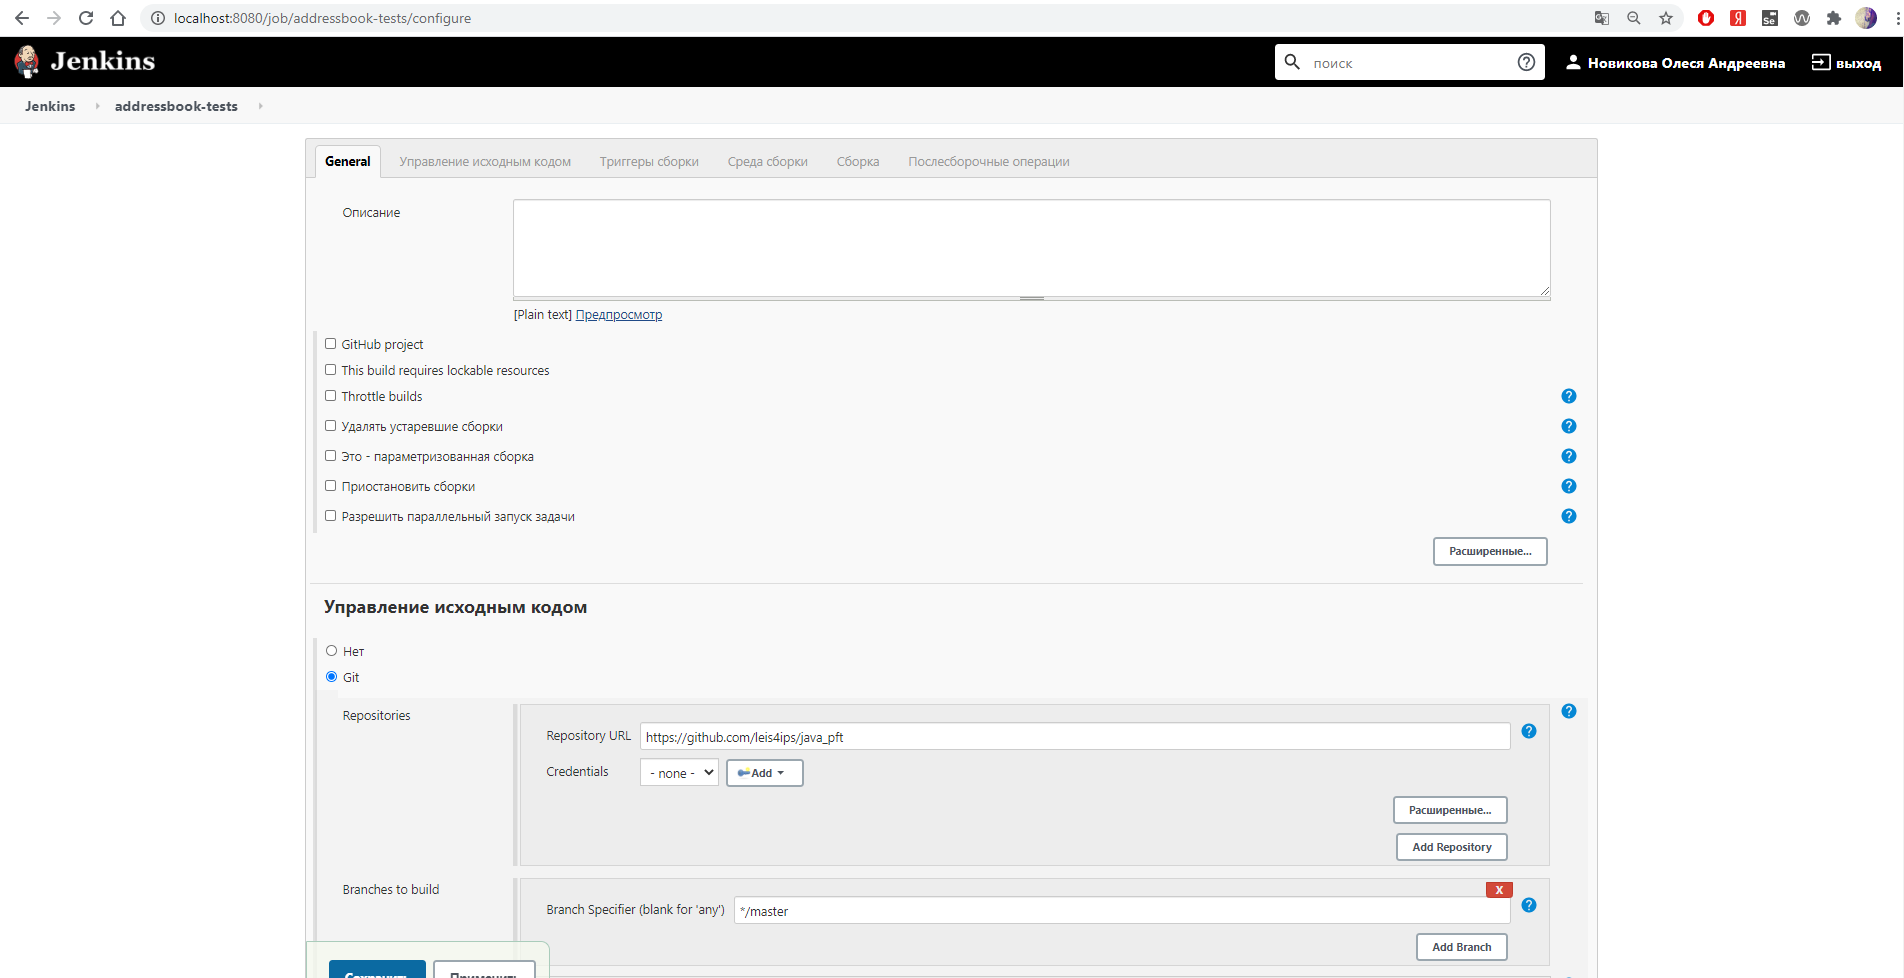 localhost:8080/job/addressbook-tests/configure
Jenkins
поиск
Новикова Олеся Андреевна
выход
Jenkins
addressbook-tests
General
Управление исходным кодом
Триггеры сборки
Среда сборки
Сборка
Послесборочные операции
Описание
[Plain text] Предпросмотр
GitHub project
This build requires lockable resources
Throttle builds
Удалять устаревшие сборки
Это - параметризованная сборка
Приостановить сборки
Разрешить параллельный запуск задачи
Расширенные...
Управление исходным кодом
Нет
Git
Repositories
Repository URL
https://github.com/leis4ips/java_pft
Credentials
- none -
Add
Расширенные...
Add Repository
Branches to build
X
Branch Specifier (blank for 'any')
*/master
Add Branch
Сохранить
Применить